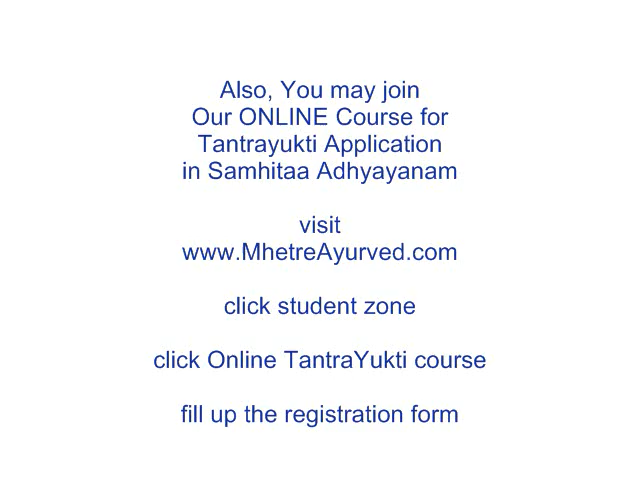 Also, You may join
Our ONLINE Course for
Tantrayukti Application
in Samhitaa Adhyayanam
visit
www.MhetreAyurved.com
click student zone
click Online TantraYukti course
fill up the registration form